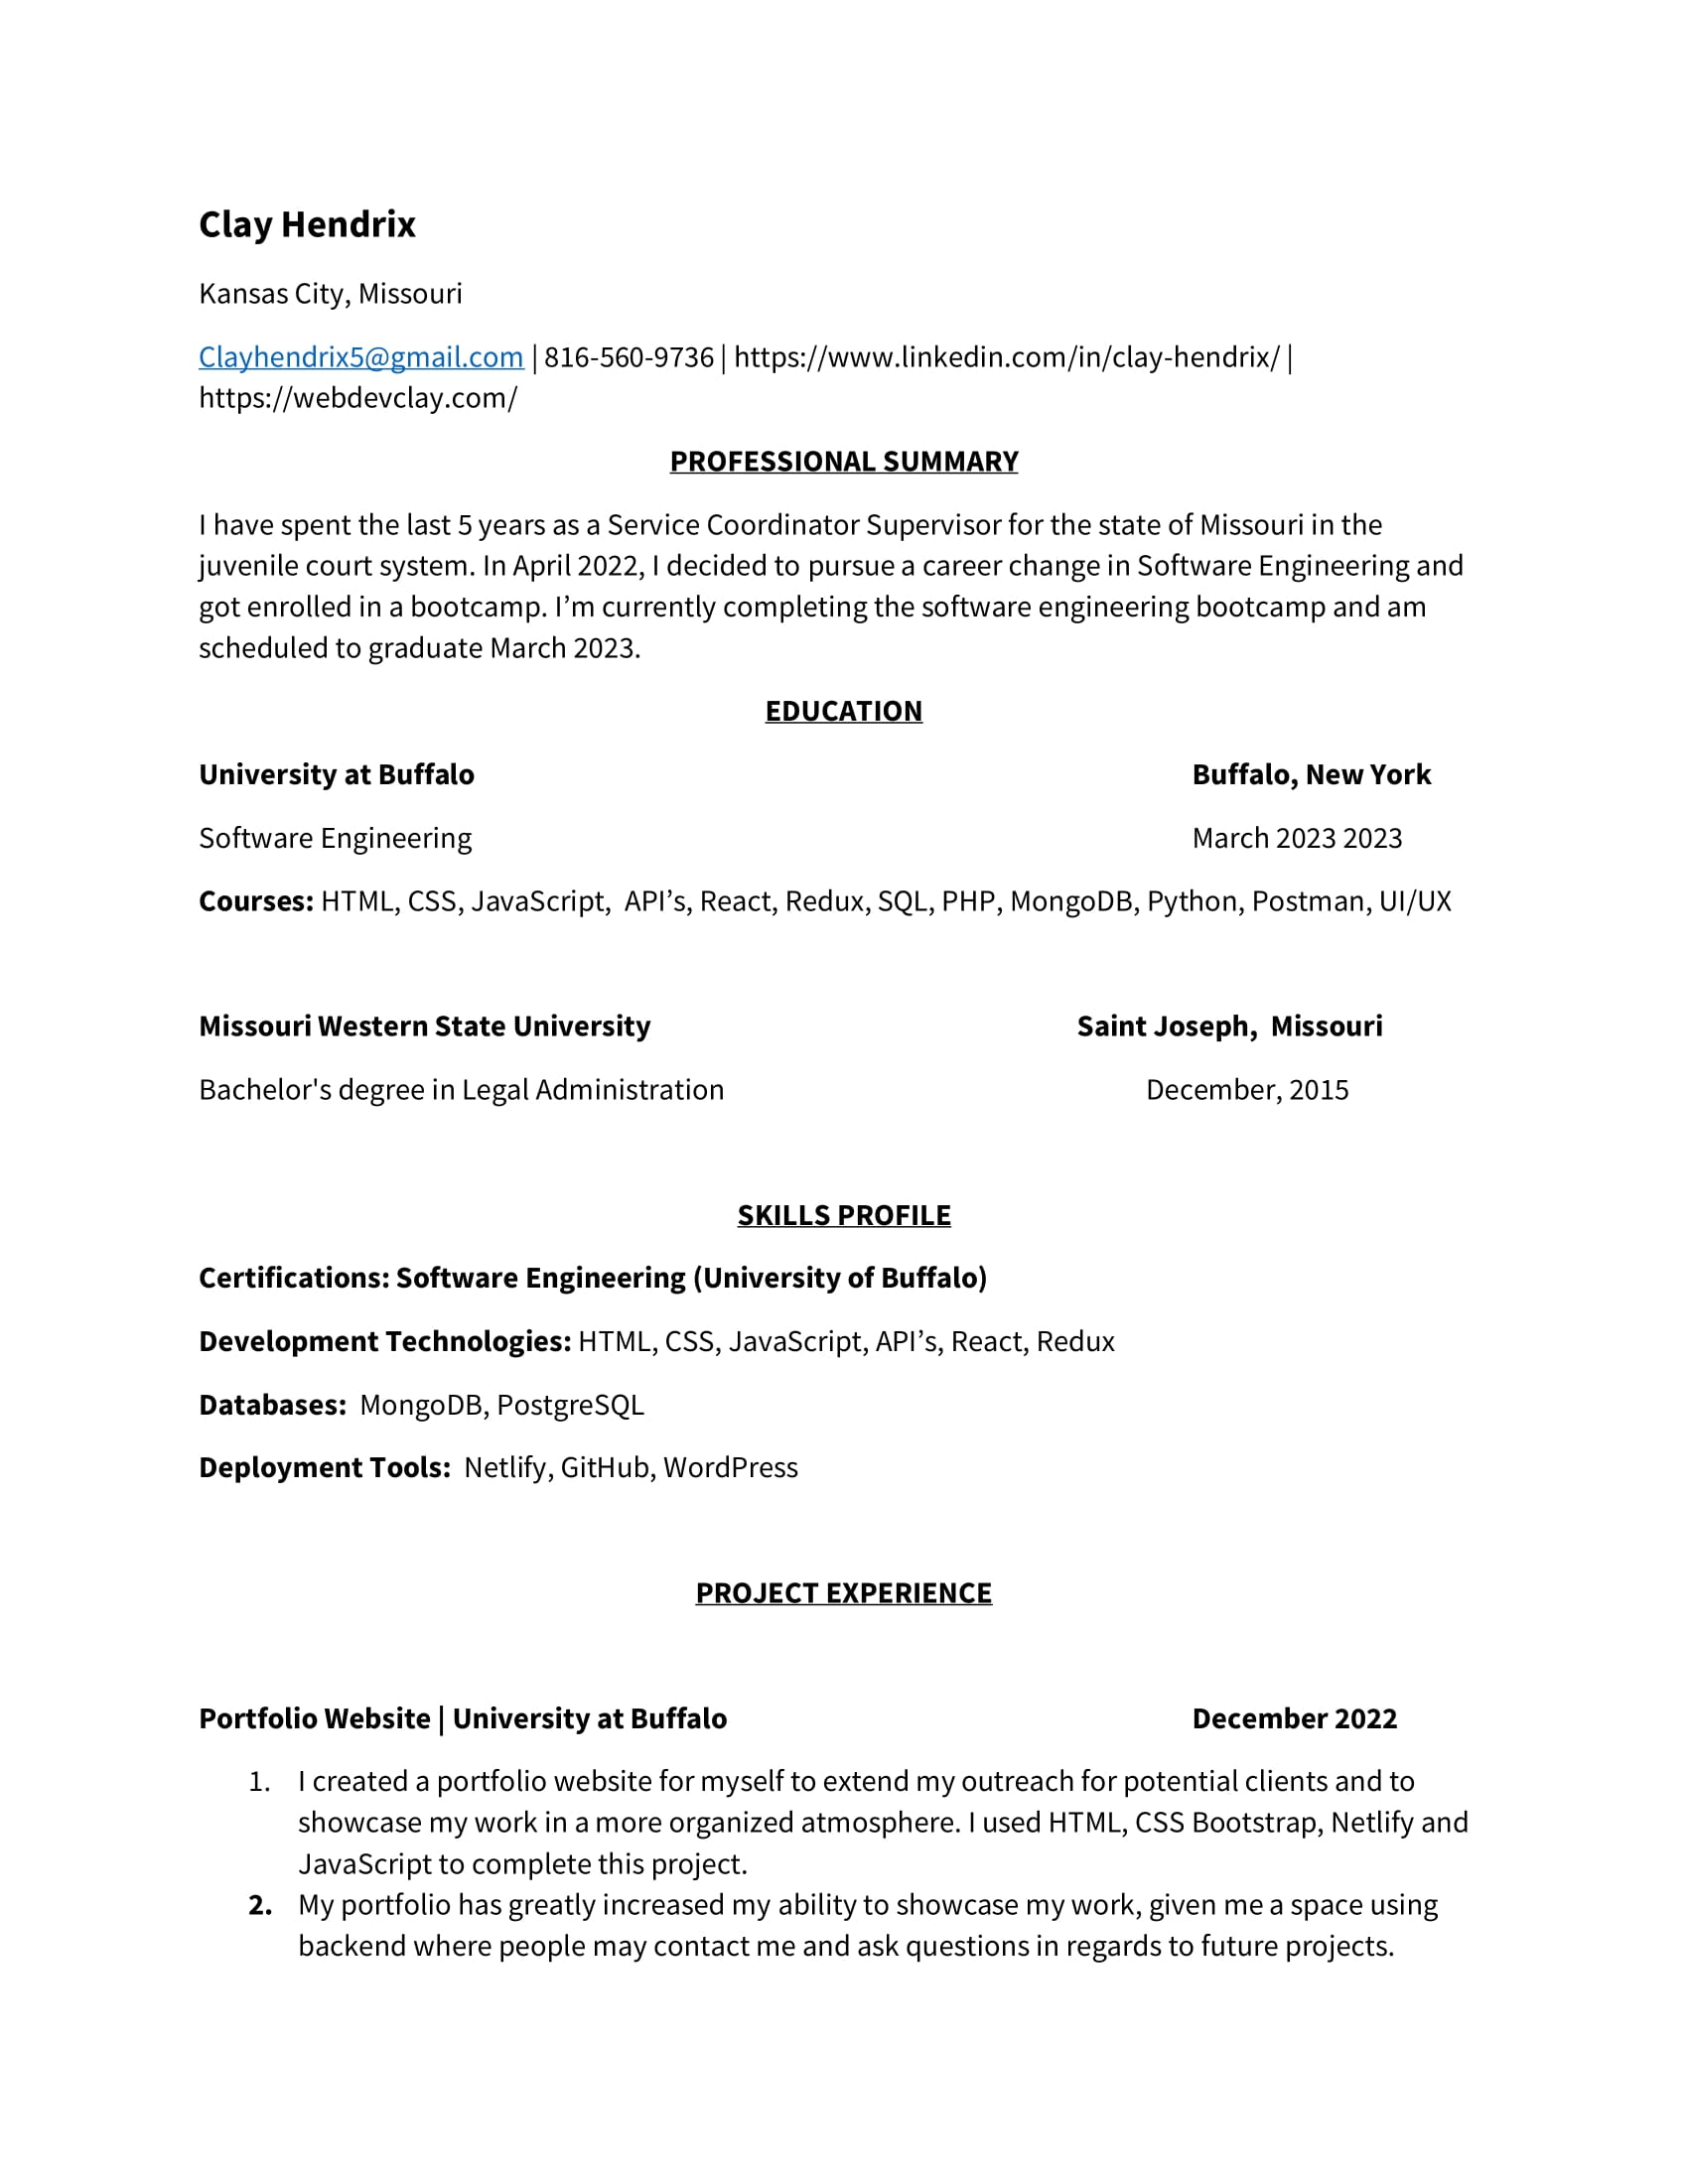 Clay Hendrix
Kansas City, Missouri
Clayhendrix5@gmail.com | 816-560-9736 | https://www.linkedin.com/in/clay-hendrix/ |
https://webdevclay.com/
PROFESSIONAL SUMMARY
I have spent the last 5 years as a Service Coordinator Supervisor for the state of Missouri in the
juvenile court system. In April 2022, I decided to pursue a career change in Software Engineering and
got enrolled in a bootcamp. I’m currently completing the software engineering bootcamp and am
scheduled to graduate March 2023.
EDUCATION
University at Buffalo Buffalo, New York
Software Engineering March 2023 2023
Courses: HTML, CSS, JavaScript, API’s, React, Redux, SQL, PHP, MongoDB, Python, Postman, UI/UX
Missouri Western State University Saint Joseph, Missouri
Bachelor's degree in Legal Administration December, 2015
SKILLS PROFILE
Certifications: Software Engineering (University of Buffalo)
Development Technologies: HTML, CSS, JavaScript, API’s, React, Redux
Databases: MongoDB, PostgreSQL
Deployment Tools: Netlify, GitHub, WordPress
PROJECT EXPERIENCE
Portfolio Website | University at Buffalo December 2022
1. I created a portfolio website for myself to extend my outreach for potential clients and to
showcase my work in a more organized atmosphere. I used HTML, CSS Bootstrap, Netlify and
JavaScript to complete this project.
2. My portfolio has greatly increased my ability to showcase my work, given me a space using
backend where people may contact me and ask questions in regards to future projects.